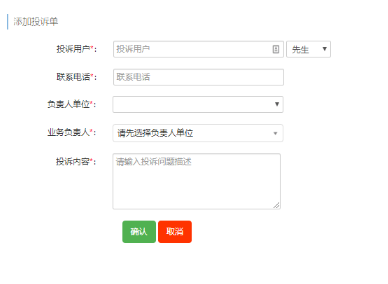 添加投诉单
投诉用户*： 投诉用户 先生
联系电话*： 联系电话
负责人单位*：
业务负责人*： 请先选择负责人单位
投诉内容*： 请输入投诉问题描述
确认 取消